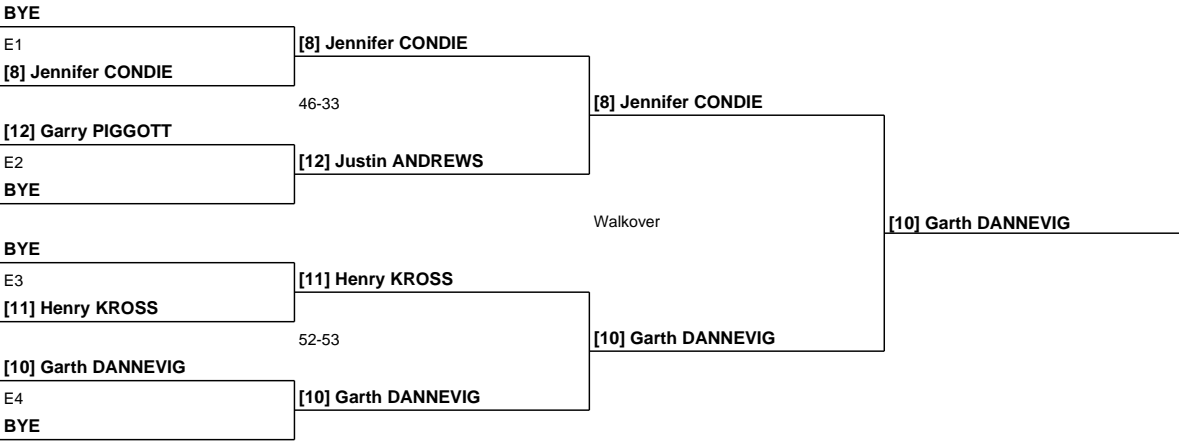 BYE
E1
[8] Jennifer CONDIE
[8] Jennifer CONDIE
46-33
[8] Jennifer CONDIE
[12] Garry PIGGOTT
E2
[12] Justin ANDREWS
BYE
Walkover
[10] Garth DANNEVIG
BYE
E3
[11] Henry KROSS
[11] Henry KROSS
52-53
[10] Garth DANNEVIG
[10] Garth DANNEVIG
E4
[10] Garth DANNEVIG
BYE